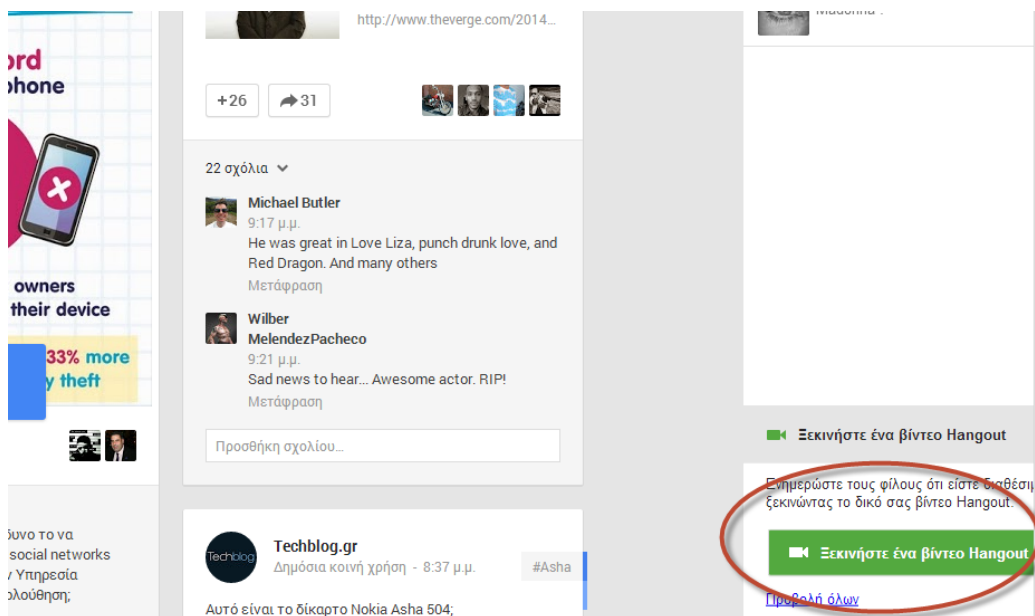 ord
phone
owners
their device
33% more
y theft
δυνο το να
social networks
ν Υπηρεσία
ολούθηση;
http://www.theverge.com/2014...
+26
31
22 σχόλια
Michael Butler
9:17 μ.μ.
He was great in Love Liza, punch drunk love, and
Red Dragon. And many others
Μετάφραση
Wilber
MelendezPacheco
9:21 μ.μ.
Sad news to hear... Awesome actor. RIP!
Μετάφραση
Προσθήκη σχολίου...
Techblog
Techblog.gr
Δημόσια κοινή χρήση - 8:37 μ.μ.
#Asha
Αυτό είναι το δίκαρτο Nokia Asha 504;
Madonna .
Ξεκινήστε ένα βίντεο Hangout
Ενημερώστε τους φίλους ότι είστε διαθέσιμ
ξεκινώντας το δικό σας βίντεο Hangout.
Ξεκινήστε ένα βίντεο Hangout
Προβολή όλων